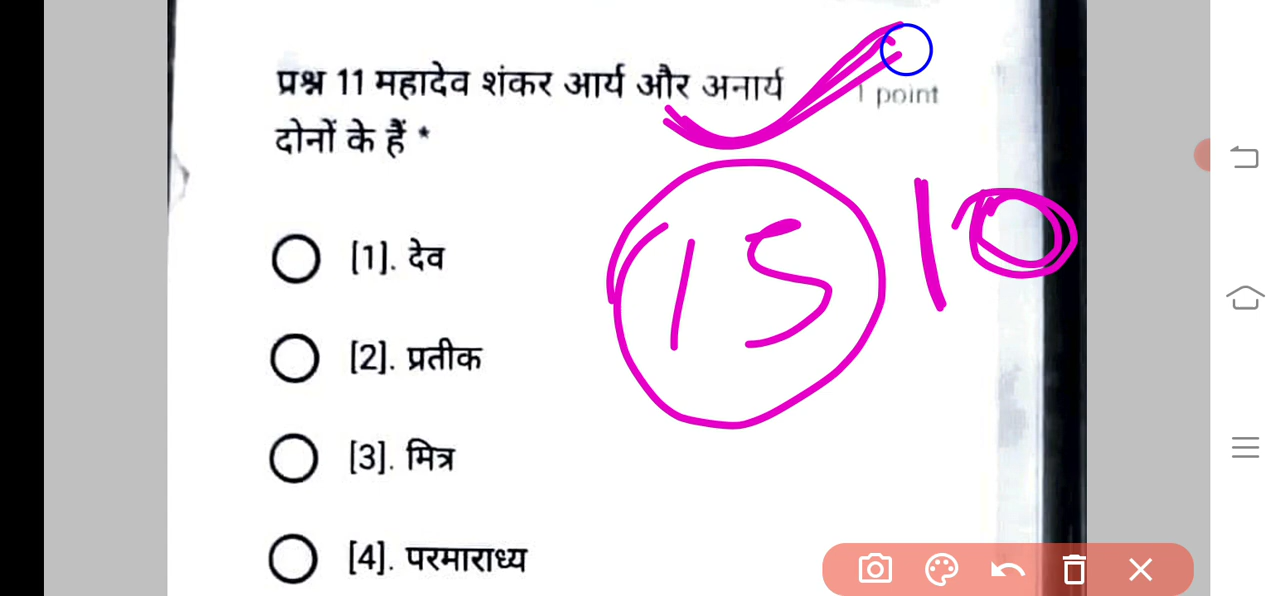 प्रश्न 11 महादेव शंकर आर्य और अनार्य
1 point
दोनों के हैं *
15
10
[1]. देव
[2]. प्रतीक
[3]. मित्र
[4]. परमाराध्य